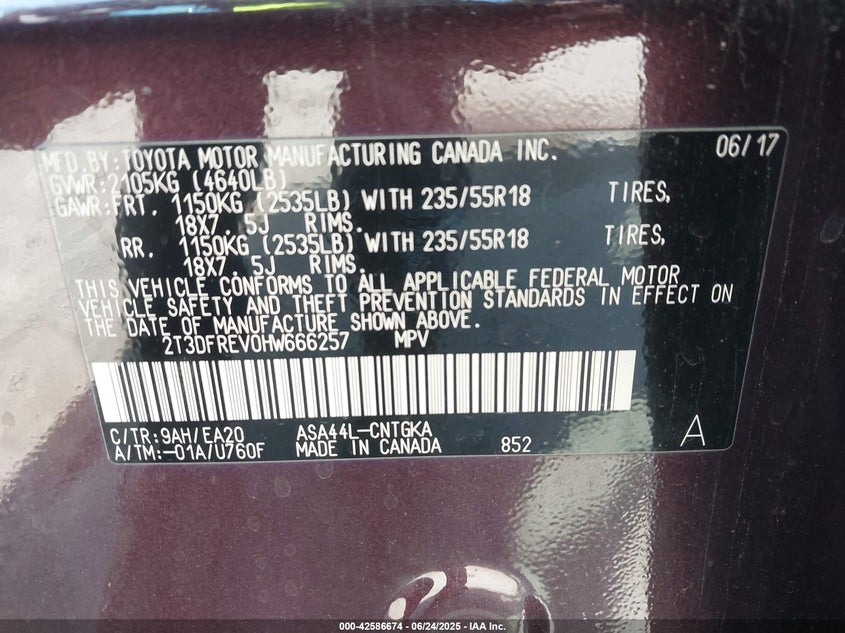 MFD.BY:TOYOTA MOTOR MANUFACTURING CANADA INC. 06/17
GVWR:2105KG (4640LB)
GAWR:FRT. 1150KG (2535LB) WITH 235/55R18 TIRES,
18X7.5J RIMS.
RR. 1150KG (2535LB) WITH 235/55R18 TIRES,
18X7.5J RIMS.
THIS VEHICLE CONFORMS TO ALL APPLICABLE FEDERAL MOTOR
VEHICLE SAFETY AND THEFT PREVENTION STANDARDS IN EFFECT ON
THE DATE OF MANUFACTURE SHOWN ABOVE.
2T3DFREV0HW666257 MPV
C/TR:9AH/EA20 ASA44L-CNTGKA
A/TM:-01A/U760F MADE IN CANADA 852 A
000-42586674 - 06/24/2025 - IAA Inc.